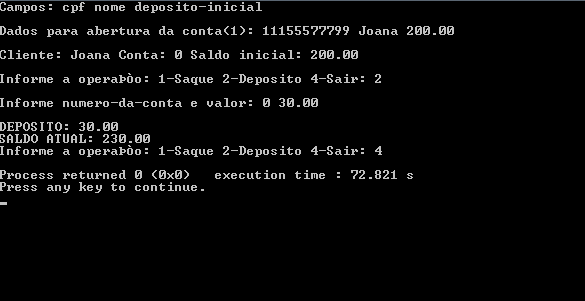 Campos: cpf nome deposito-inicial
Dados para abertura da conta(1): 11155577799 Joana 200.00
Cliente: Joana Conta: 0 Saldo inicial: 200.00
Informe a operaÞòo: 1-Saque 2-Deposito 4-Sair: 2
Informe numero-da-conta e valor: 0 30.00
DEPOSITO: 30.00
SALDO ATUAL: 230.00
Informe a operaÞòo: 1-Saque 2-Deposito 4-Sair: 4
Process returned 0 (0x0)   execution time : 72.821 s
Press any key to continue.